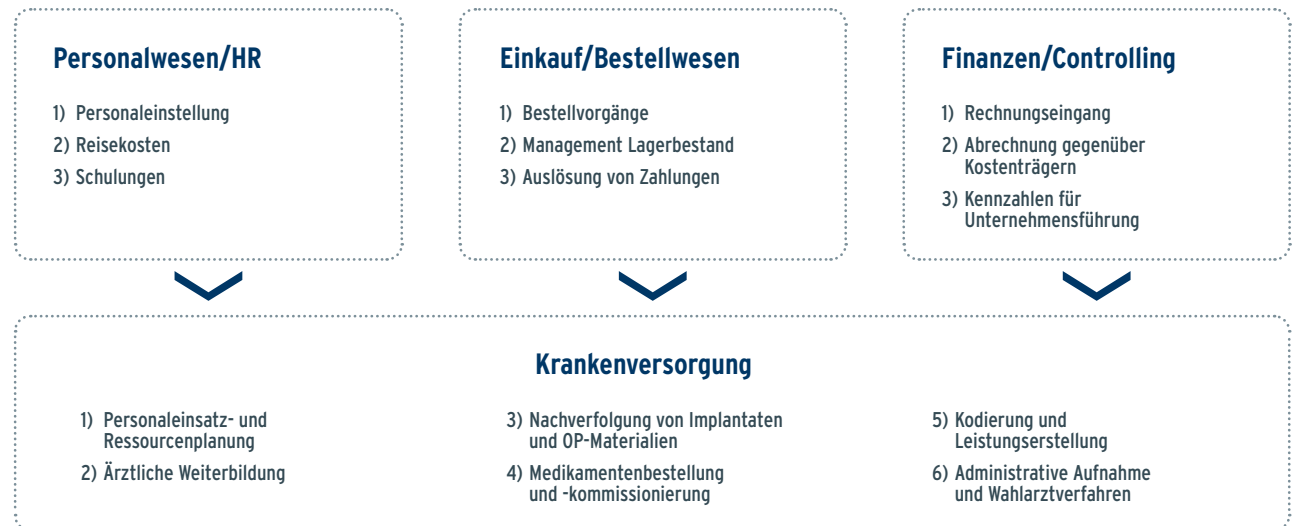 Personalwesen/HR
1) Personaleinstellung
2) Reisekosten
3) Schulungen
Einkauf/Bestellwesen
1) Bestellvorgänge
2) Management Lagerbestand
3) Auslösung von Zahlungen
Finanzen/Controlling
1) Rechnungseingang
2) Abrechnung gegenüber
Kostenträgern
3) Kennzahlen für
Unternehmensführung
Krankenversorgung
1) Personaleinsatz- und
Ressourcenplanung
2) Ärztliche Weiterbildung
3) Nachverfolgung von Implantaten
und OP-Materialien
4) Medikamentenbestellung
und -kommissionierung
5) Kodierung und
Leistungserstellung
6) Administrative Aufnahme
und Wahlarztverfahren